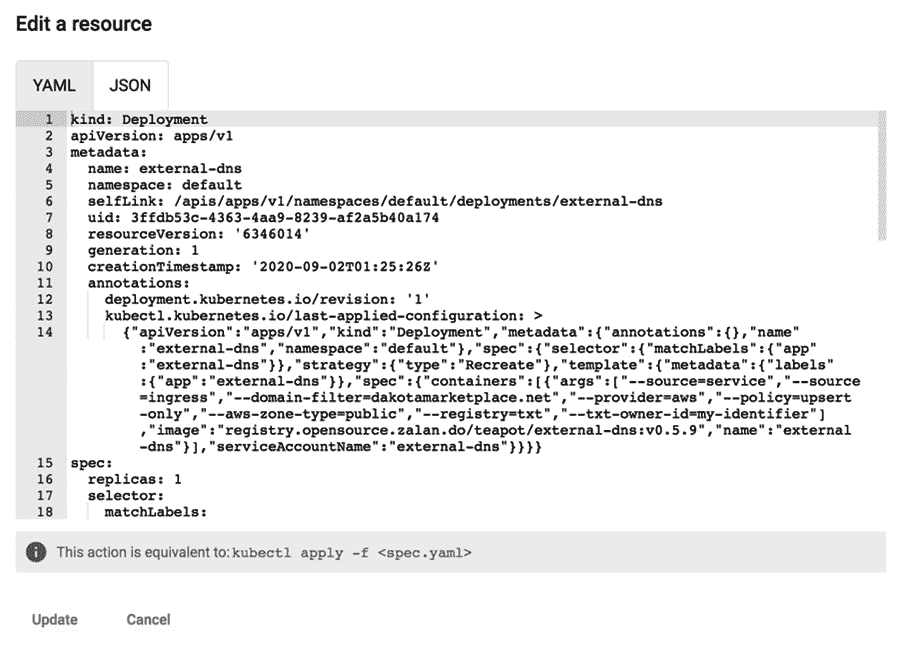 Edit a resource
YAML JSON
1 kind: Deployment
2 apiVersion: apps/v1
3 metadata:
4 name: external-dns
5 namespace: default
6 selfLink: /apis/apps/v1/namespaces/default/deployments/external-dns
7 uid: 3ffdb53c-4363-4aa9-8239-af2a5b40a174
8 resourceVersion: '6346014'
9 generation: 1
10 creationTimestamp: '2020-09-02T01:25:26Z'
11 annotations:
12 deployment.kubernetes.io/revision: '1'
13 kubectl.kubernetes.io/last-applied-configuration: >
14 {"apiVersion":"apps/v1","kind":"Deployment","metadata":{"annotations":{},"name"
:"external-dns","namespace":"default"},"spec":{"selector":{"matchLabels":{"app"
:"external-dns"}},"strategy":{"type":"Recreate"},"template":{"metadata":{"labels"
:{"app":"external-dns"}},"spec":{"containers":[{"args":["--source=service","--source
=ingress","--domain-filter=dakotamarketplace.net","--provider=aws","--policy=upsert
-only","--aws-zone-type=public","--registry=txt","--txt-owner-id=my-identifier"]
,"image":"registry.opensource.zalan.do/teapot/external-dns:v0.5.9","name":"external
-dns"}],"serviceAccountName":"external-dns"}}}}
15 spec:
16 replicas: 1
17 selector:
18 matchLabels:
This action is equivalent to: kubectl apply -f <spec.yaml>
Update Cancel